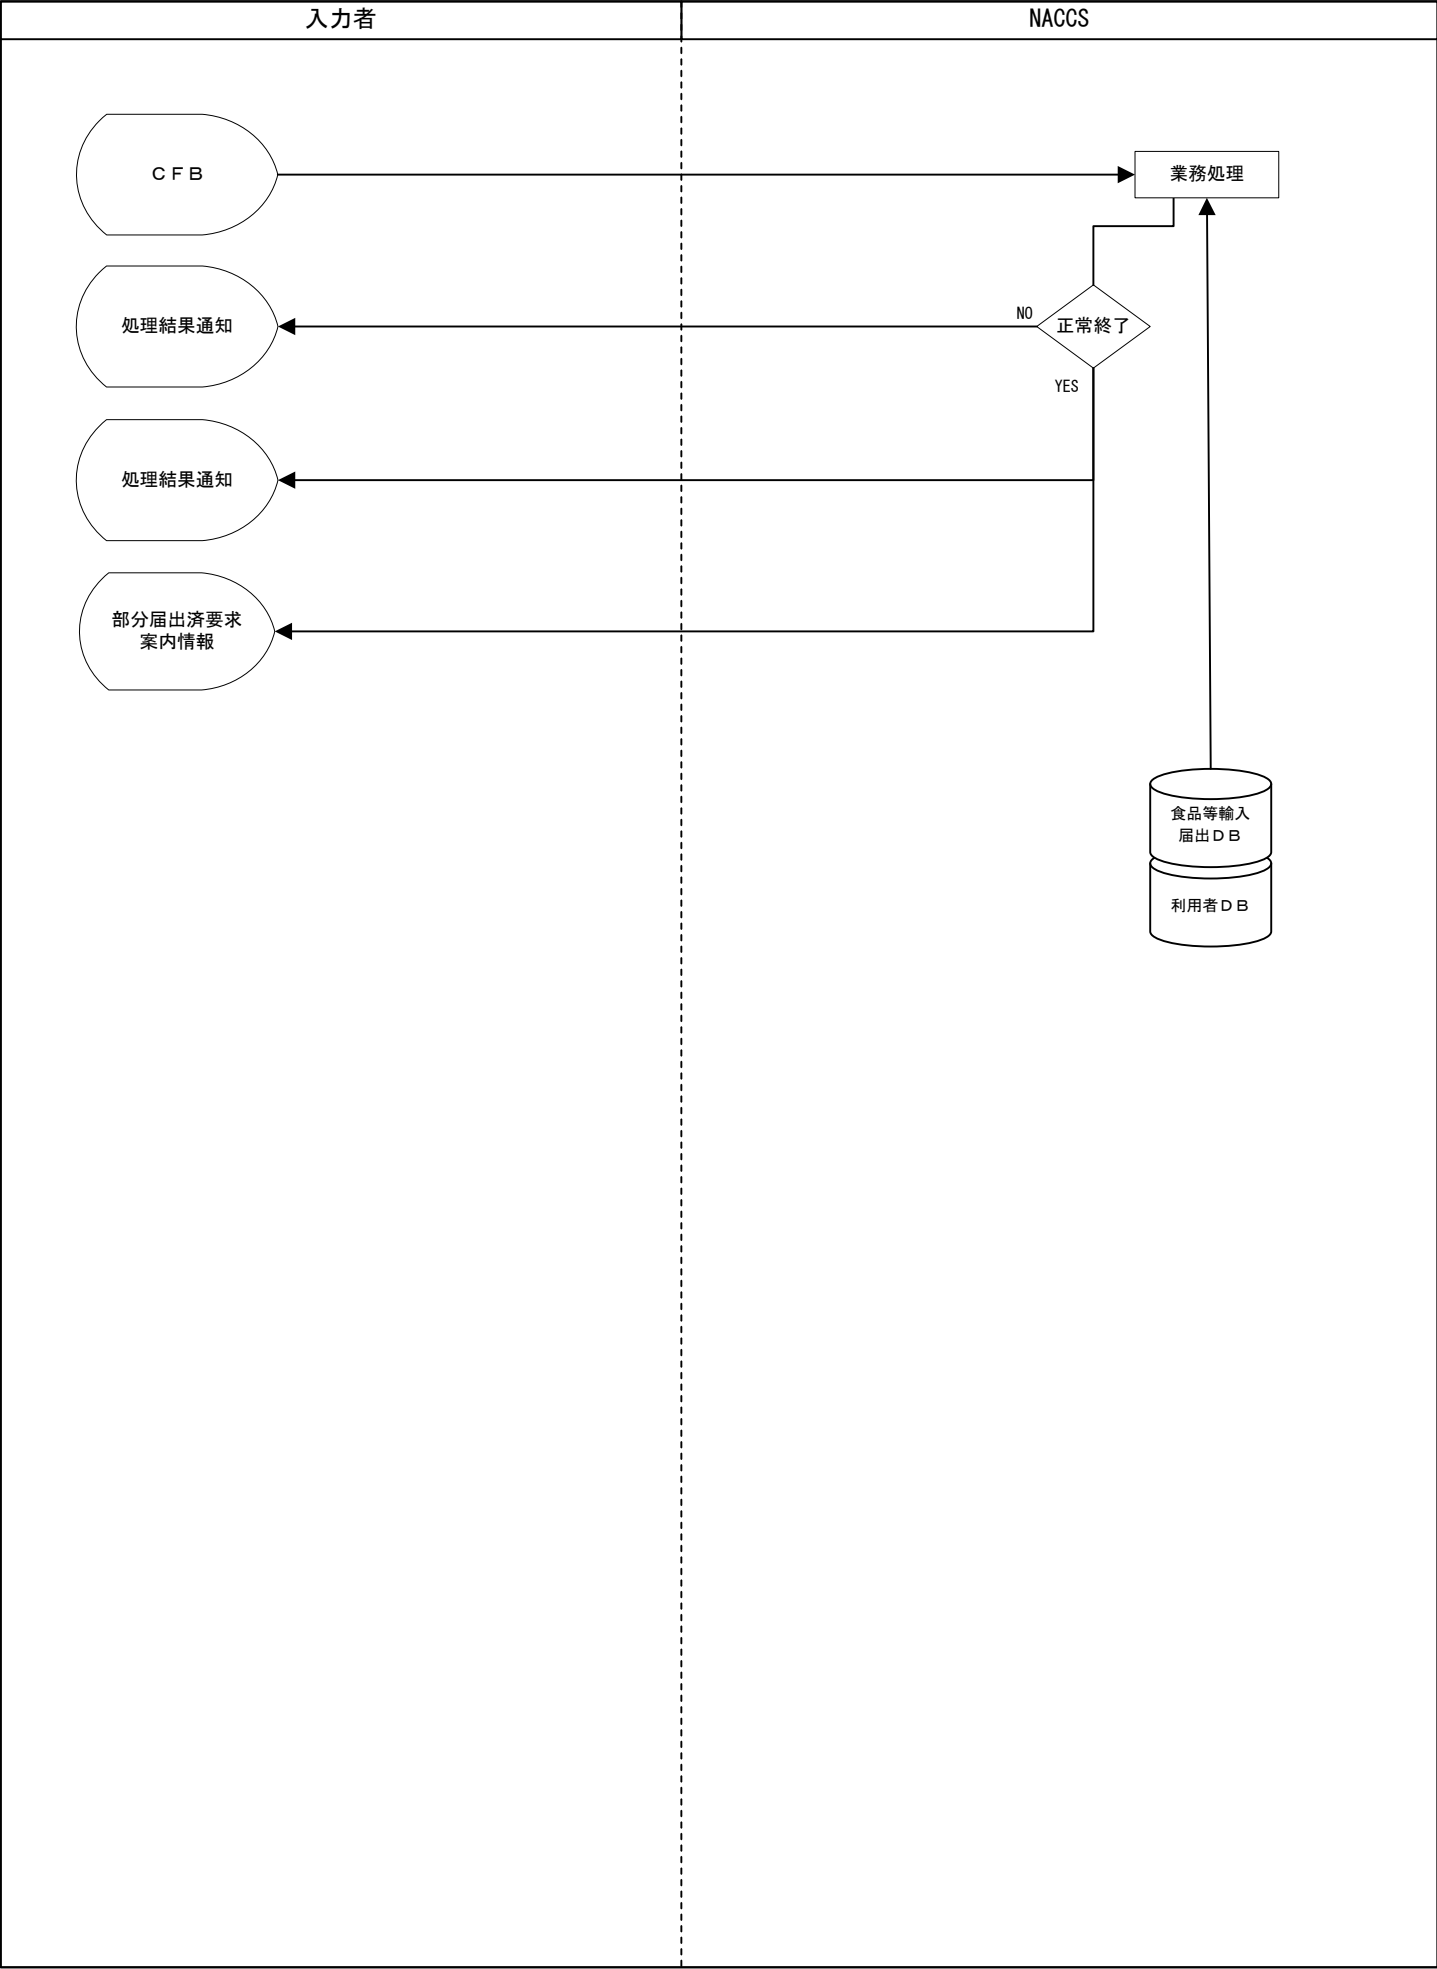 入力者
NACCS
ＣＦＢ
業務処理
処理結果通知
NO
正常終了
YES
処理結果通知
部分届出済要求
案内情報
食品等輸入
届出ＤＢ
利用者ＤＢ